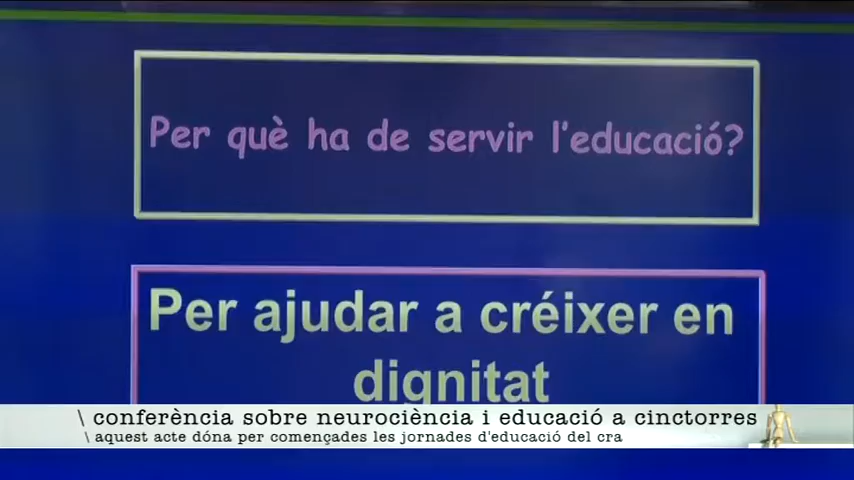 Per què ha de servir l'educació?
Per ajudar a créixer en
dignitat
\ conferència sobre neurociència i educació a cinctorres
\ aquest acte dóna per començades les jornades d'educació del cra